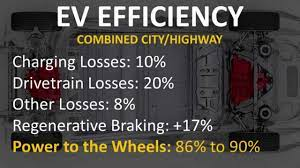 EV EFFICIENCY
COMBINED CITY/HIGHWAY
Charging Losses: 10%
Drivetrain Losses: 20%
Other Losses: 8%
Regenerative Braking: +17%
Power to the Wheels: 86% to 90%